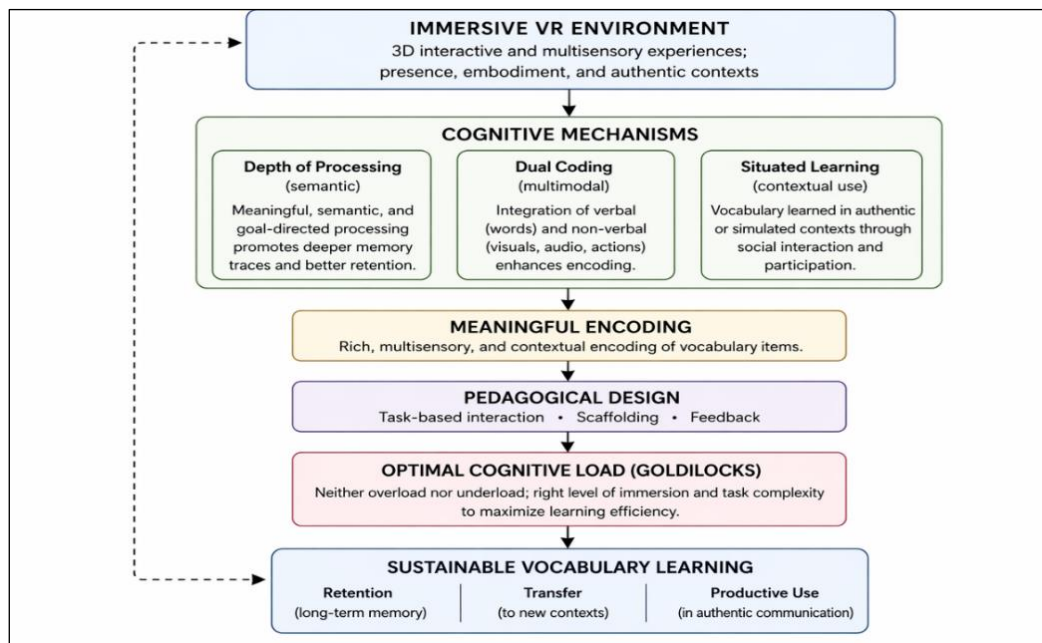 IMMERSIVE VR ENVIRONMENT
3D interactive and multisensory experiences;
presence, embodiment, and authentic contexts
COGNITIVE MECHANISMS
Depth of Processing
(semantic)
Meaningful, semantic, and
goal-directed processing
promotes deeper memory
traces and better retention.
Dual Coding
(multimodal)
Integration of verbal
(words) and non-verbal
(visuals, audio, actions)
enhances encoding.
Situated Learning
(contextual use)
Vocabulary learned in authentic
or simulated contexts through
social interaction and
participation.
MEANINGFUL ENCODING
Rich, multisensory, and contextual encoding of vocabulary items.
PEDAGOGICAL DESIGN
Task-based interaction • Scaffolding • Feedback
OPTIMAL COGNITIVE LOAD (GOLDILOCKS)
Neither overload nor underload; right level of immersion and task complexity
to maximize learning efficiency.
SUSTAINABLE VOCABULARY LEARNING
Retention
(long-term memory)
Transfer
(to new contexts)
Productive Use
(in authentic communication)